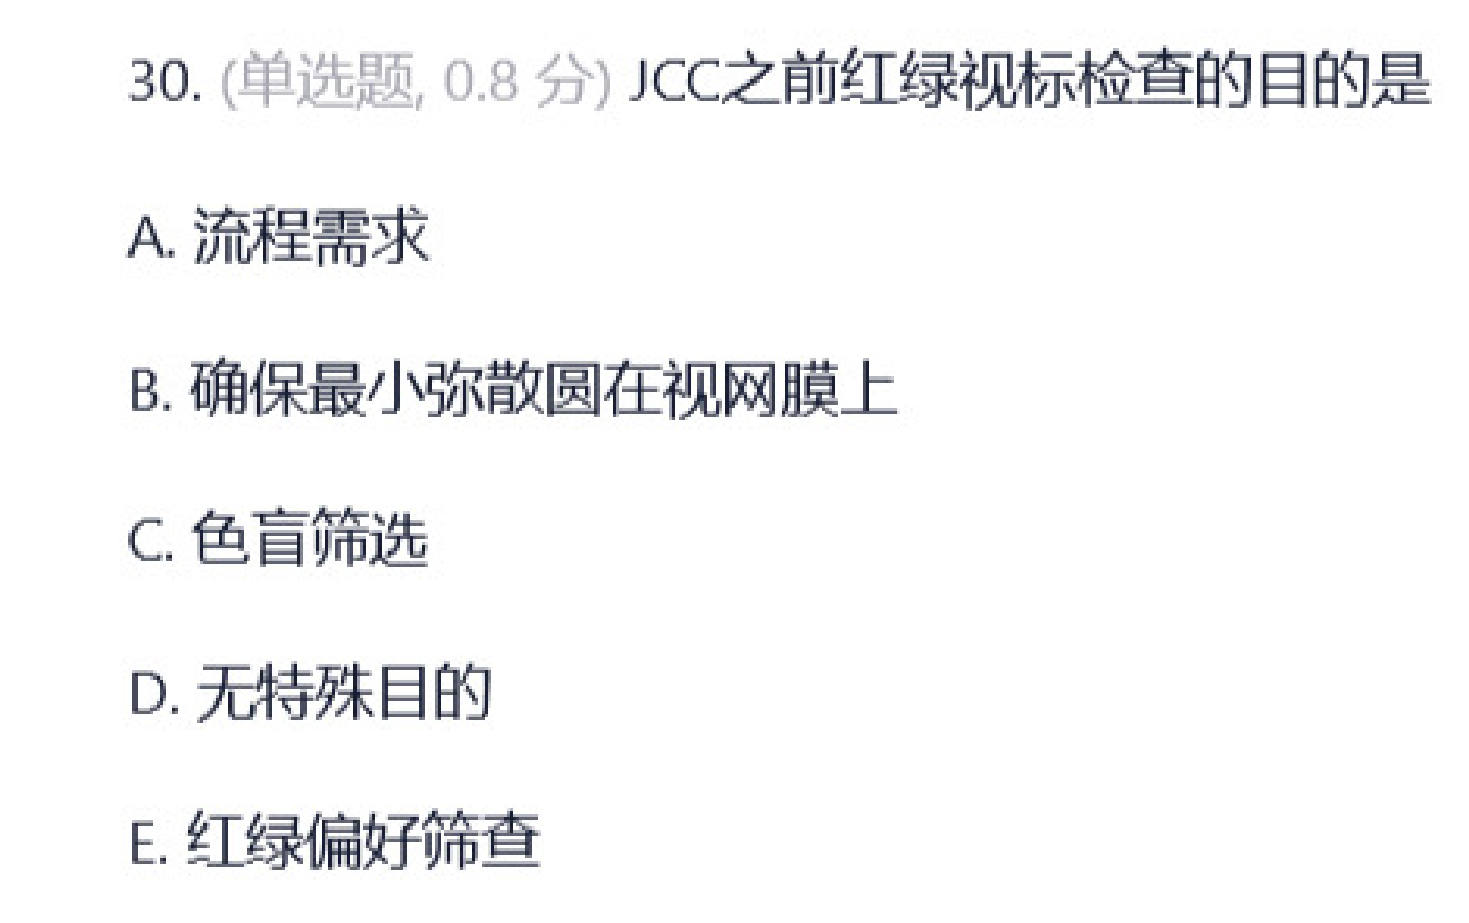 30. (单选题, 0.8 分) JCC之前红绿视标检查的目的是
A. 流程需求
B. 确保最小弥散圆在视网膜上
C. 色盲筛选
D. 无特殊目的
E. 红绿偏好筛查